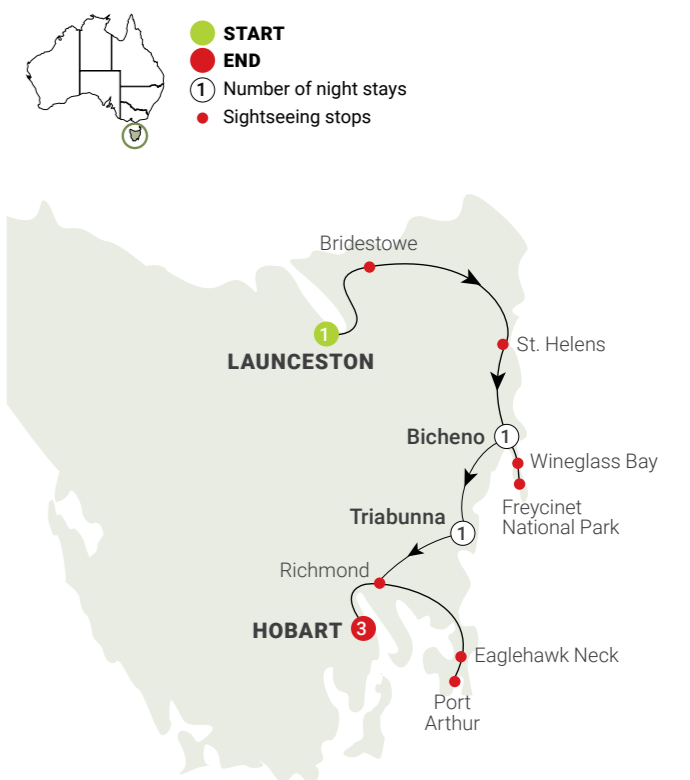 START
END
1 Number of night stays
Sightseeing stops
Bridestowe
1
LAUNCESTON
St. Helens
Bicheno 1
Wineglass Bay
Freycinet
National Park
Triabunna
1
Richmond
HOBART 3
Eaglehawk Neck
Port
Arthur